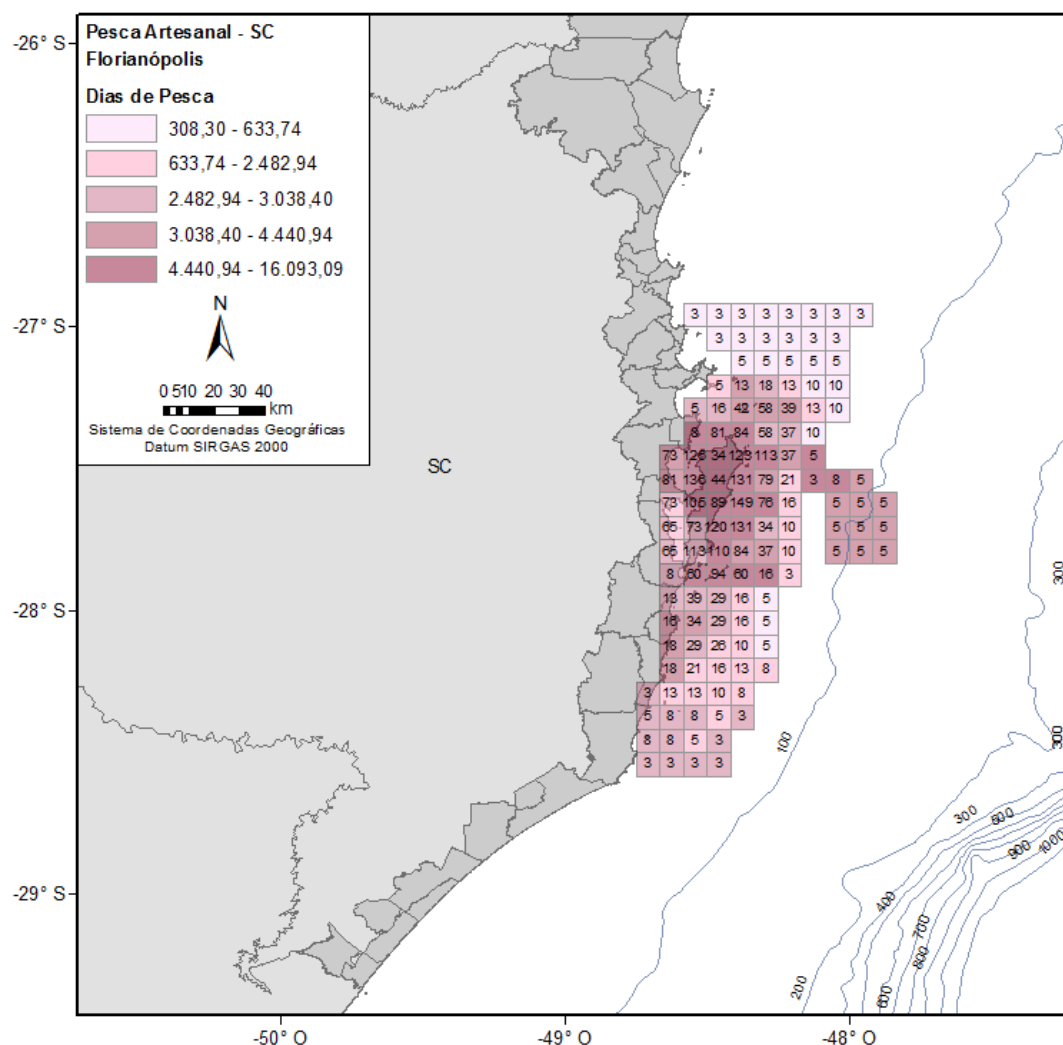 Pesca Artesanal - SC
Florianópolis
Dias de Pesca
308,30 - 633,74
633,74 - 2.482,94
2.482,94 - 3.038,40
3.038,40 - 4.440,94
4.440,94 - 16.093,09
N
0 510 20 30 40
km
Sistema de Coordenadas Geográficas
Datum SIRGAS 2000
-26° S
-27° S
-28° S
-29° S
SC
3 3 3 3 3 3 3 3
3 3 3 3 3 3
5 5 5 5 5
5 13 18 13 10 10
5 16 42 58 39 13 10
8 81 84 58 37 10
73 126 34 123 113 37 5
81 136 44 131 79 21 3 8 5
73 105 89 149 76 16 5 5 5
65 73 120 131 34 10 5 5 5
65 113 110 84 37 10 5 5 5
8 60 94 60 16 3
13 39 29 16 5
16 34 29 16 5
18 29 26 10 5
18 21 16 13 8
3 13 13 10 8
5 8 8 5 3
8 8 5 3
3 3 3 3
300
300
100
300
500
900
1000
400
700
800
200
600
-50° O
-49° O
-48° O